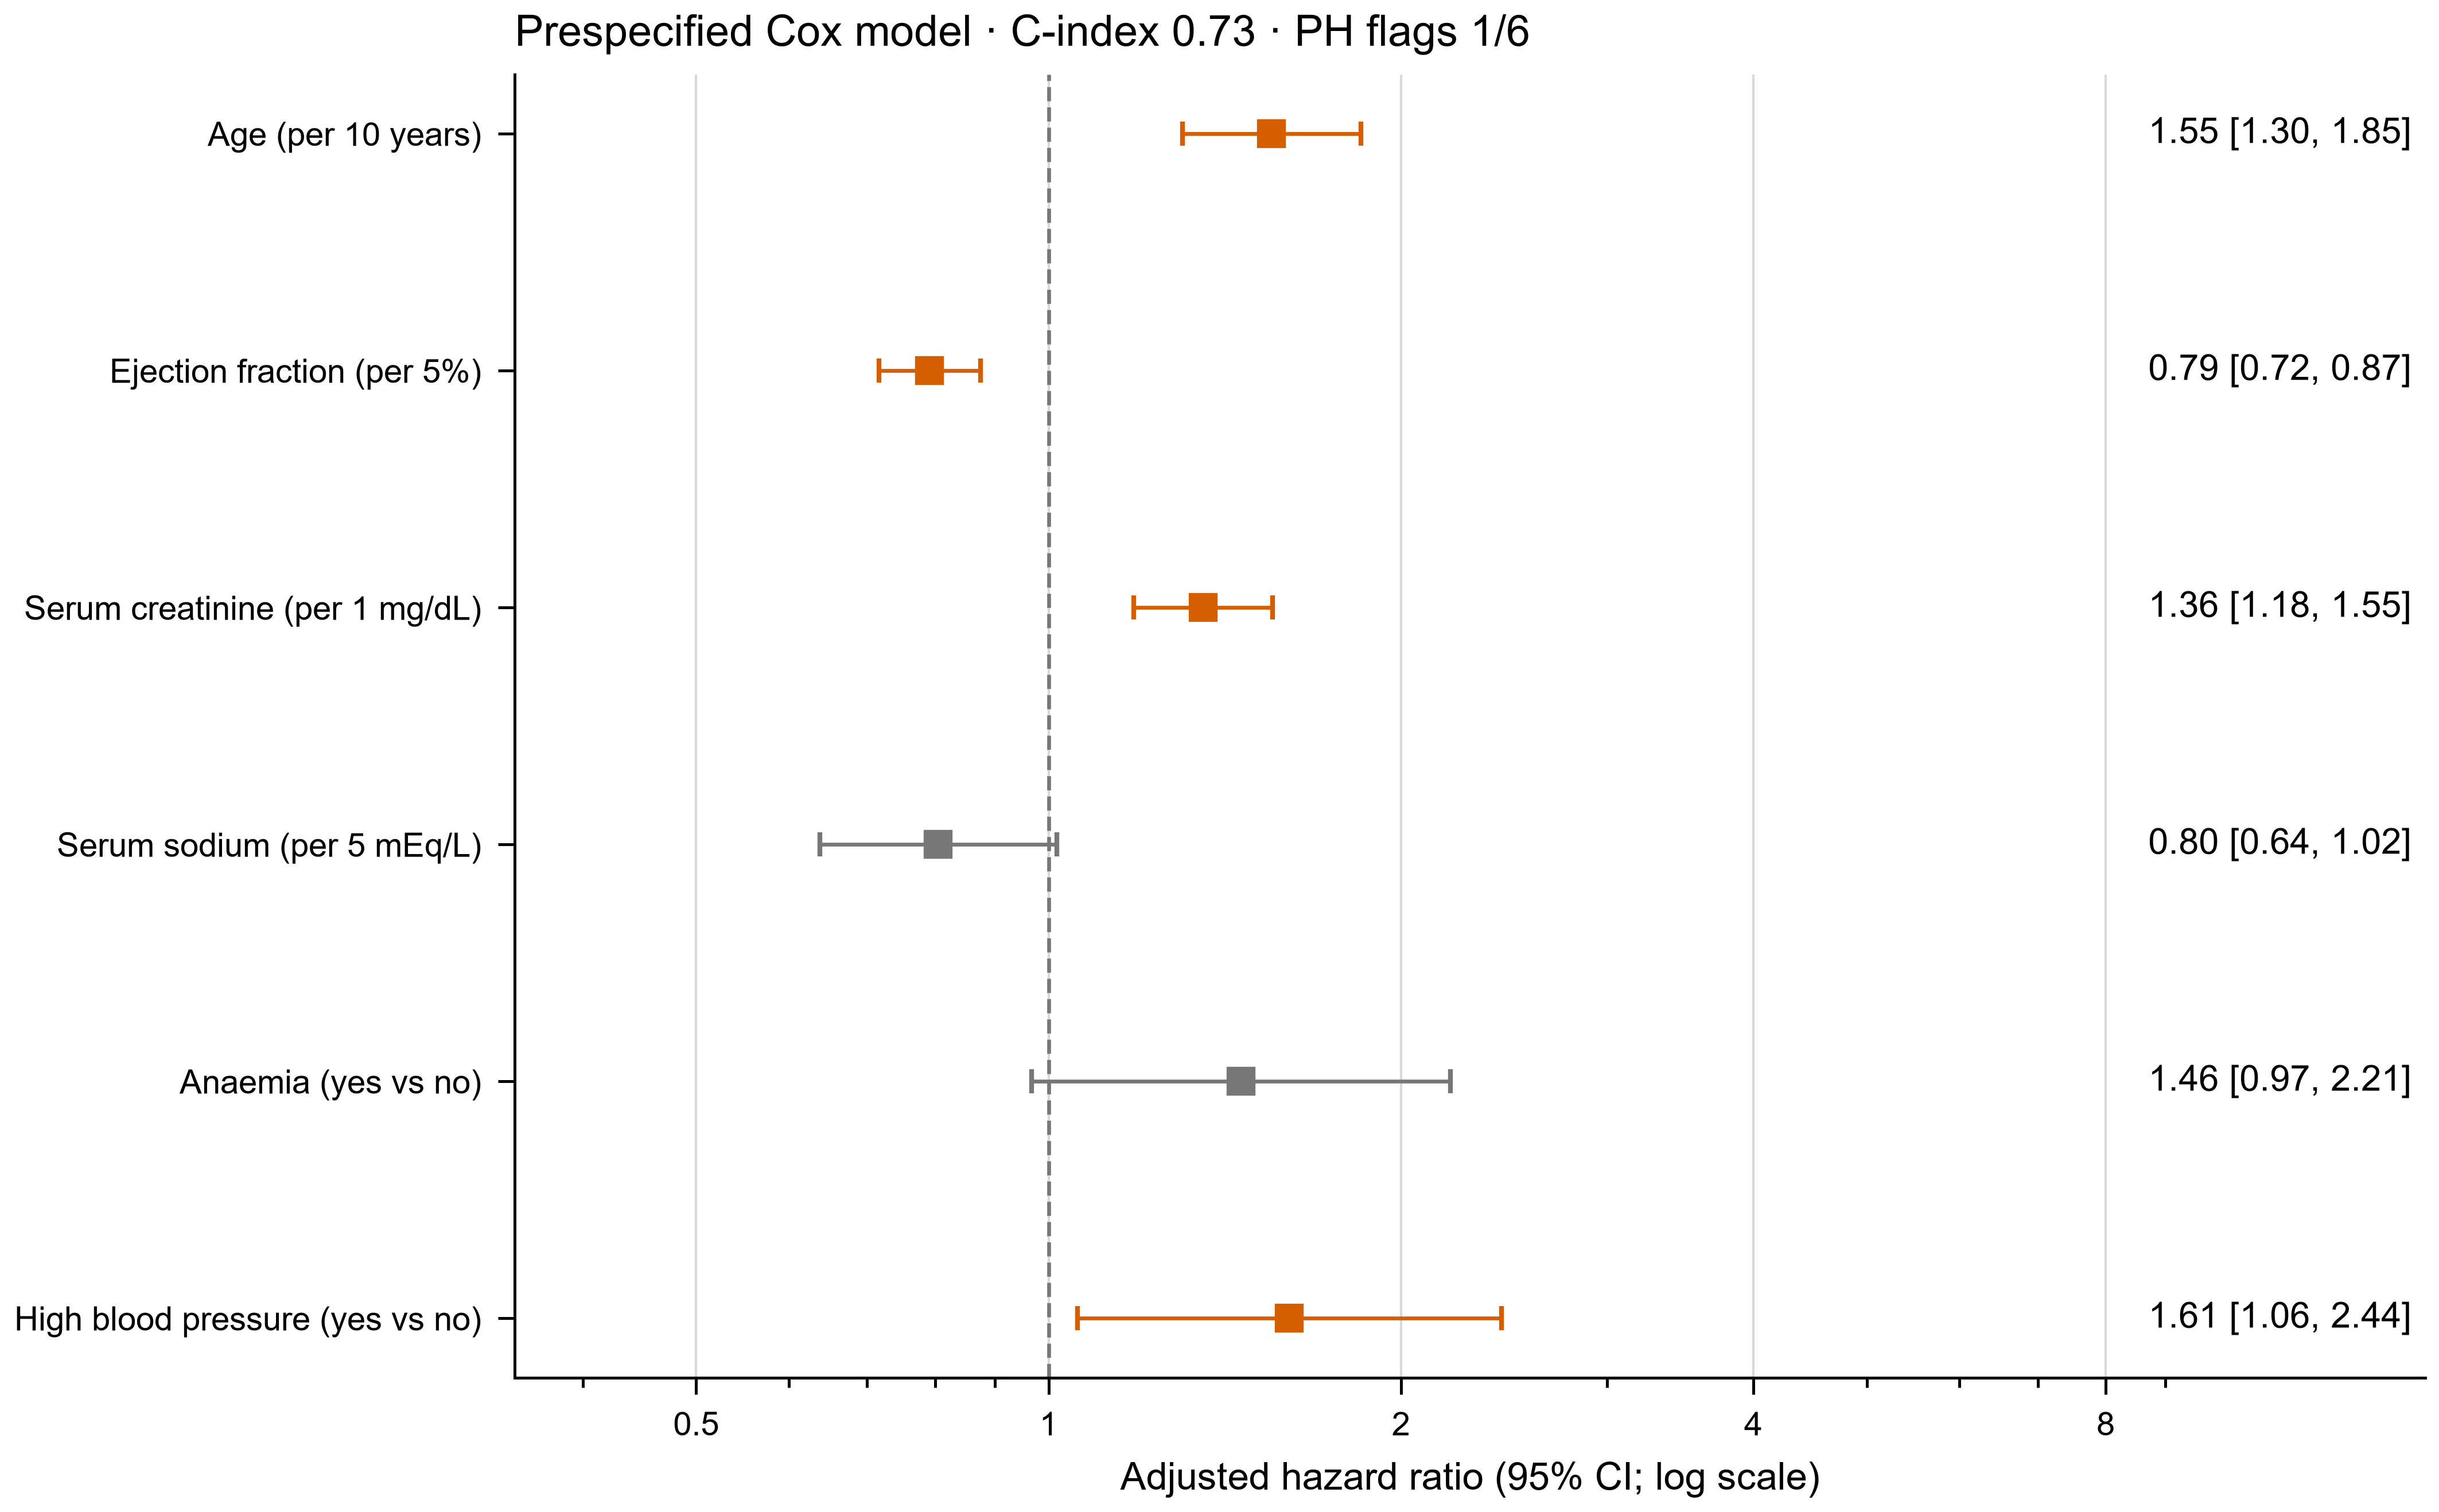 Prespecified Cox model · C-index 0.73 · PH flags 1/6
Age (per 10 years) 1.55 [1.30, 1.85]
Ejection fraction (per 5%) 0.79 [0.72, 0.87]
Serum creatinine (per 1 mg/dL) 1.36 [1.18, 1.55]
Serum sodium (per 5 mEq/L) 0.80 [0.64, 1.02]
Anaemia (yes vs no) 1.46 [0.97, 2.21]
High blood pressure (yes vs no) 1.61 [1.06, 2.44]
0.5 1 2 4 8
Adjusted hazard ratio (95% CI; log scale)